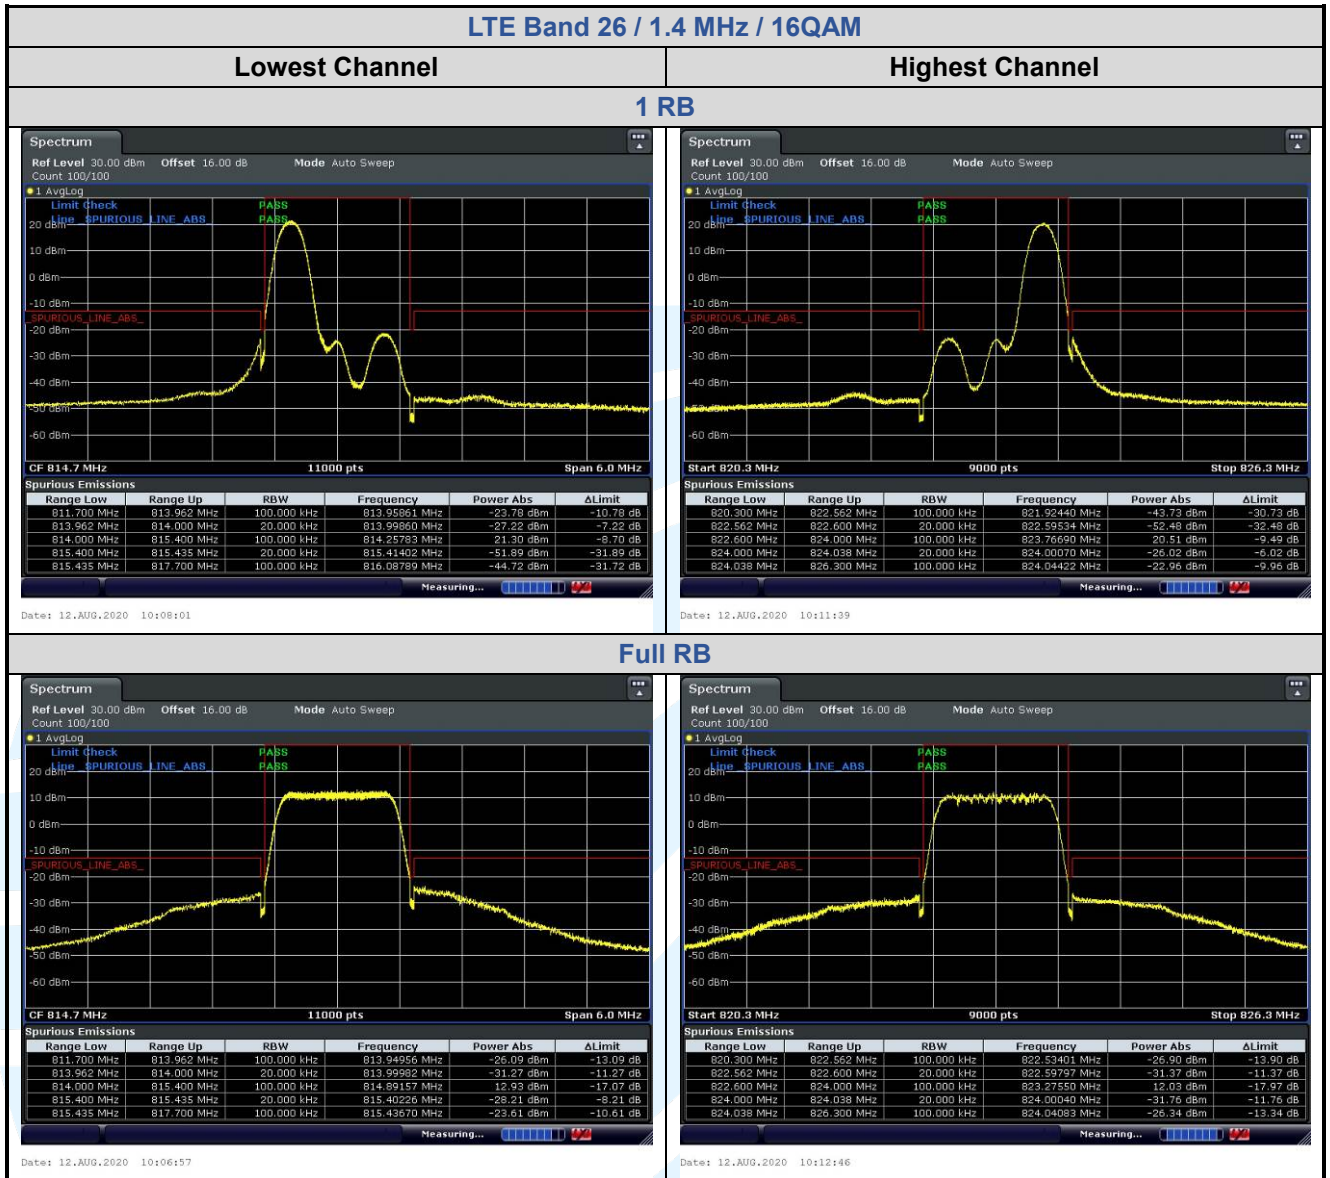 LTE Band 26 / 1.4 MHz / 16QAM
Lowest Channel
Highest Channel
1 RB
Spectrum
Ref Level 30.00 dBm Offset 16.00 dB Mode Auto Sweep
Count 100/100
1 AvgLog
Limit Check PASS
Line _SPURIOUS_LINE_ABS_ PASS
20 dBm
10 dBm
0 dBm
-10 dBm
_SPURIOUS_LINE_ABS_
-20 dBm
-30 dBm
-40 dBm
-50 dBm
-60 dBm
CF 814.7 MHz 11000 pts Span 6.0 MHz
Spurious Emissions
Range Low Range Up RBW Frequency Power Abs ΔLimit
811.700 MHz 813.962 MHz 100.000 kHz 813.95861 MHz -23.78 dBm -10.78 dB
813.962 MHz 814.000 MHz 20.000 kHz 813.99860 MHz -27.22 dBm -7.22 dB
814.000 MHz 815.400 MHz 100.000 kHz 814.25783 MHz 21.30 dBm -8.70 dB
815.400 MHz 815.435 MHz 20.000 kHz 815.41402 MHz -51.89 dBm -31.89 dB
815.435 MHz 817.700 MHz 100.000 kHz 816.08789 MHz -44.72 dBm -31.72 dB
Measuring...
Date: 12.AUG.2020 10:08:01
Spectrum
Ref Level 30.00 dBm Offset 16.00 dB Mode Auto Sweep
Count 100/100
1 AvgLog
Limit Check PASS
Line _SPURIOUS_LINE_ABS_ PASS
20 dBm
10 dBm
0 dBm
-10 dBm
_SPURIOUS_LINE_ABS_
-20 dBm
-30 dBm
-40 dBm
-50 dBm
-60 dBm
Start 820.3 MHz 9000 pts Stop 826.3 MHz
Spurious Emissions
Range Low Range Up RBW Frequency Power Abs ΔLimit
820.300 MHz 822.562 MHz 100.000 kHz 821.92440 MHz -43.73 dBm -30.73 dB
822.562 MHz 822.600 MHz 20.000 kHz 822.59534 MHz -52.48 dBm -32.48 dB
822.600 MHz 824.000 MHz 100.000 kHz 823.76690 MHz 20.51 dBm -9.49 dB
824.000 MHz 824.038 MHz 20.000 kHz 824.00070 MHz -26.02 dBm -6.02 dB
824.038 MHz 826.300 MHz 100.000 kHz 824.04422 MHz -22.96 dBm -9.96 dB
Measuring...
Date: 12.AUG.2020 10:11:39
Full RB
Spectrum
Ref Level 30.00 dBm Offset 16.00 dB Mode Auto Sweep
Count 100/100
1 AvgLog
Limit Check PASS
Line _SPURIOUS_LINE_ABS_ PASS
20 dBm
10 dBm
0 dBm
-10 dBm
_SPURIOUS_LINE_ABS_
-20 dBm
-30 dBm
-40 dBm
-50 dBm
-60 dBm
CF 814.7 MHz 11000 pts Span 6.0 MHz
Spurious Emissions
Range Low Range Up RBW Frequency Power Abs ΔLimit
811.700 MHz 813.962 MHz 100.000 kHz 813.94956 MHz -26.09 dBm -13.09 dB
813.962 MHz 814.000 MHz 20.000 kHz 813.99982 MHz -31.27 dBm -11.27 dB
814.000 MHz 815.400 MHz 100.000 kHz 814.89157 MHz 12.93 dBm -17.07 dB
815.400 MHz 815.435 MHz 20.000 kHz 815.40226 MHz -28.21 dBm -8.21 dB
815.435 MHz 817.700 MHz 100.000 kHz 815.43670 MHz -23.61 dBm -10.61 dB
Measuring...
Date: 12.AUG.2020 10:06:57
Spectrum
Ref Level 30.00 dBm Offset 16.00 dB Mode Auto Sweep
Count 100/100
1 AvgLog
Limit Check PASS
Line _SPURIOUS_LINE_ABS_ PASS
20 dBm
10 dBm
0 dBm
-10 dBm
_SPURIOUS_LINE_ABS_
-20 dBm
-30 dBm
-40 dBm
-50 dBm
-60 dBm
Start 820.3 MHz 9000 pts Stop 826.3 MHz
Spurious Emissions
Range Low Range Up RBW Frequency Power Abs ΔLimit
820.300 MHz 822.562 MHz 100.000 kHz 822.53401 MHz -26.90 dBm -13.90 dB
822.562 MHz 822.600 MHz 20.000 kHz 822.59797 MHz -31.37 dBm -11.37 dB
822.600 MHz 824.000 MHz 100.000 kHz 823.27550 MHz 12.03 dBm -17.97 dB
824.000 MHz 824.038 MHz 20.000 kHz 824.00040 MHz -31.76 dBm -11.76 dB
824.038 MHz 826.300 MHz 100.000 kHz 824.04083 MHz -26.34 dBm -13.34 dB
Measuring...
Date: 12.AUG.2020 10:12:46